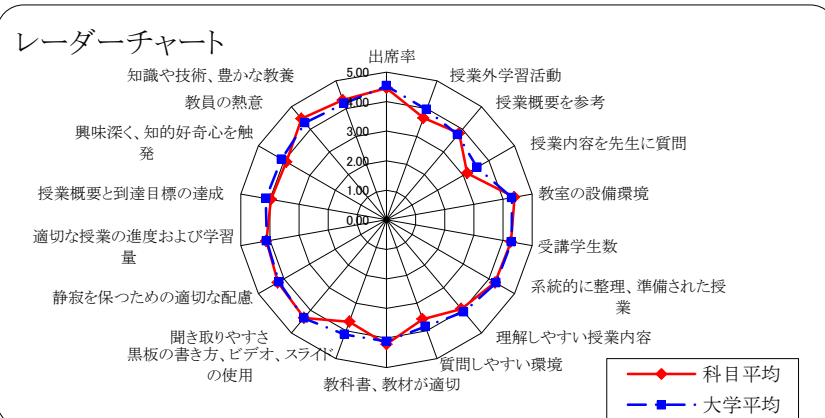 レーダーチャート
出席率
授業外学習活動
授業概要を参考
授業内容を先生に質問
教室の設備環境
受講学生数
系統的に整理、準備された授
業
理解しやすい授業内容
質問しやすい環境
教科書、教材が適切
黒板の書き方、ビデオ、スライド
の使用
聞き取りやすさ
静寂を保つための適切な配慮
適切な授業の進度および学習
量
授業概要と到達目標の達成
興味深く、知的好奇心を触
発
教員の熱意
知識や技術、豊かな教養
5.00
4.00
3.00
2.00
1.00
0.00
科目平均
大学平均